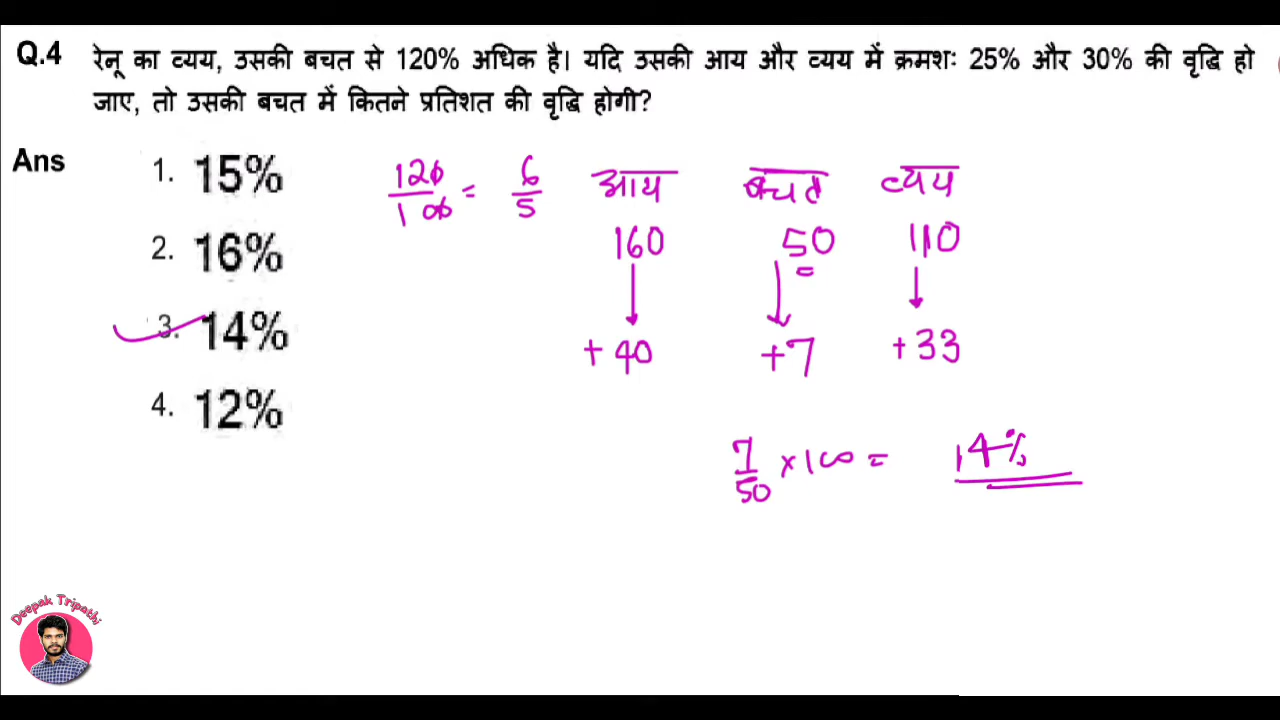 Q.4 रेनू का व्यय, उसकी बचत से 120% अधिक है। यदि उसकी आय और व्यय में क्रमशः 25% और 30% की वृद्धि हो
जाए, तो उसकी बचत में कितने प्रतिशत की वृद्धि होगी?
Ans
1. 15%
2. 16%
3. 14%
4. 12%
120/100 = 6/5
आय बचत व्यय
160 50 110
+40 +7 +33
7/50 × 100 = 14%
Deepak Tripathi